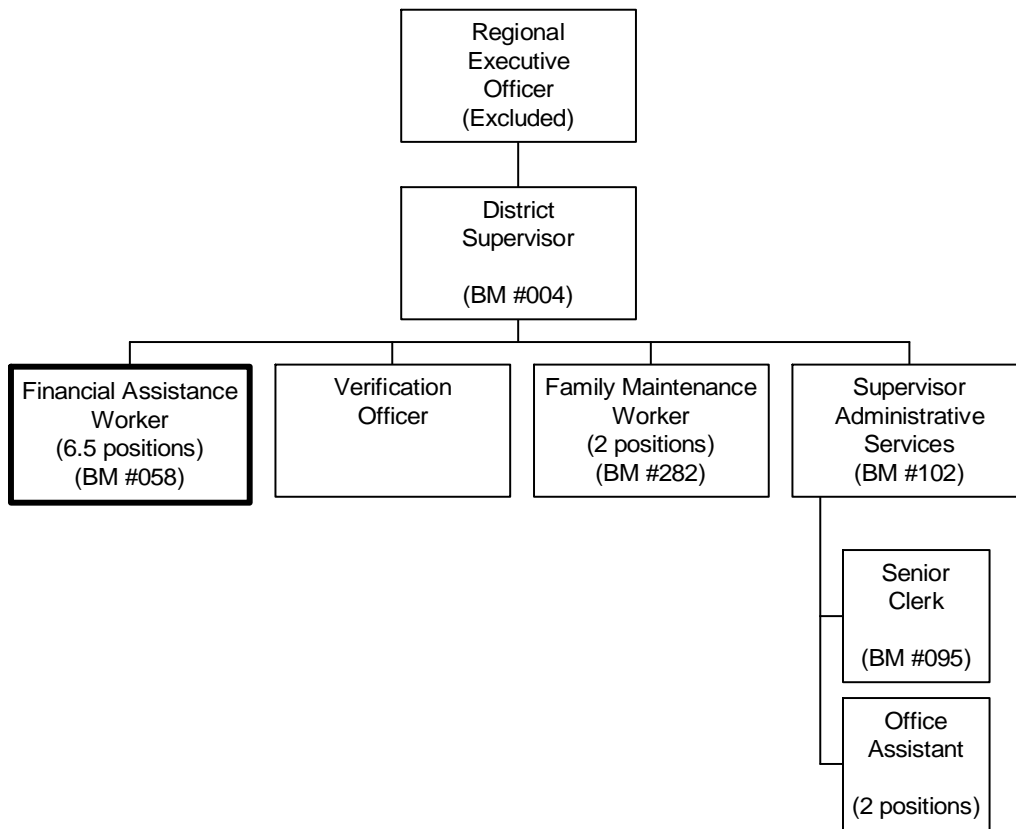 Regional
Executive
Officer
(Excluded)
District
Supervisor
(BM #004)
Financial Assistance
Worker
(6.5 positions)
(BM #058)
Verification
Officer
Family Maintenance
Worker
(2 positions)
(BM #282)
Supervisor
Administrative
Services
(BM #102)
Senior
Clerk
(BM #095)
Office
Assistant
(2 positions)